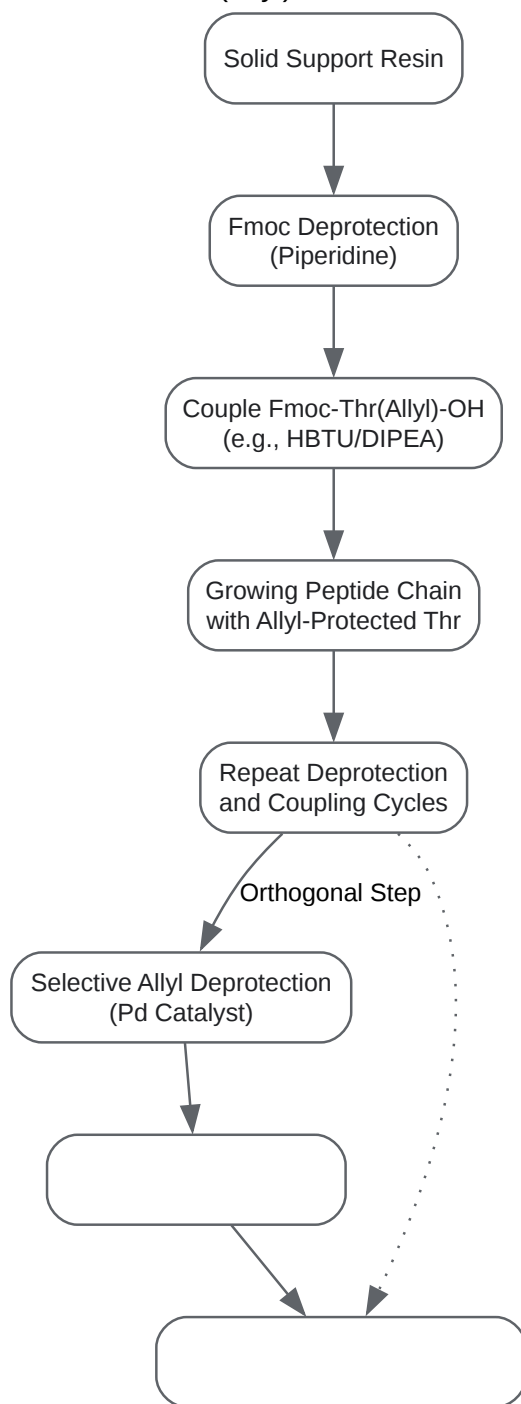 Solid Support Resin
Fmoc Deprotection
(Piperidine)
Couple Fmoc-Thr(Allyl)-OH
(e.g., HBTU/DIPEA)
Growing Peptide Chain
with Allyl-Protected Thr
Repeat Deprotection
and Coupling Cycles
Orthogonal Step
Selective Allyl Deprotection
(Pd Catalyst)